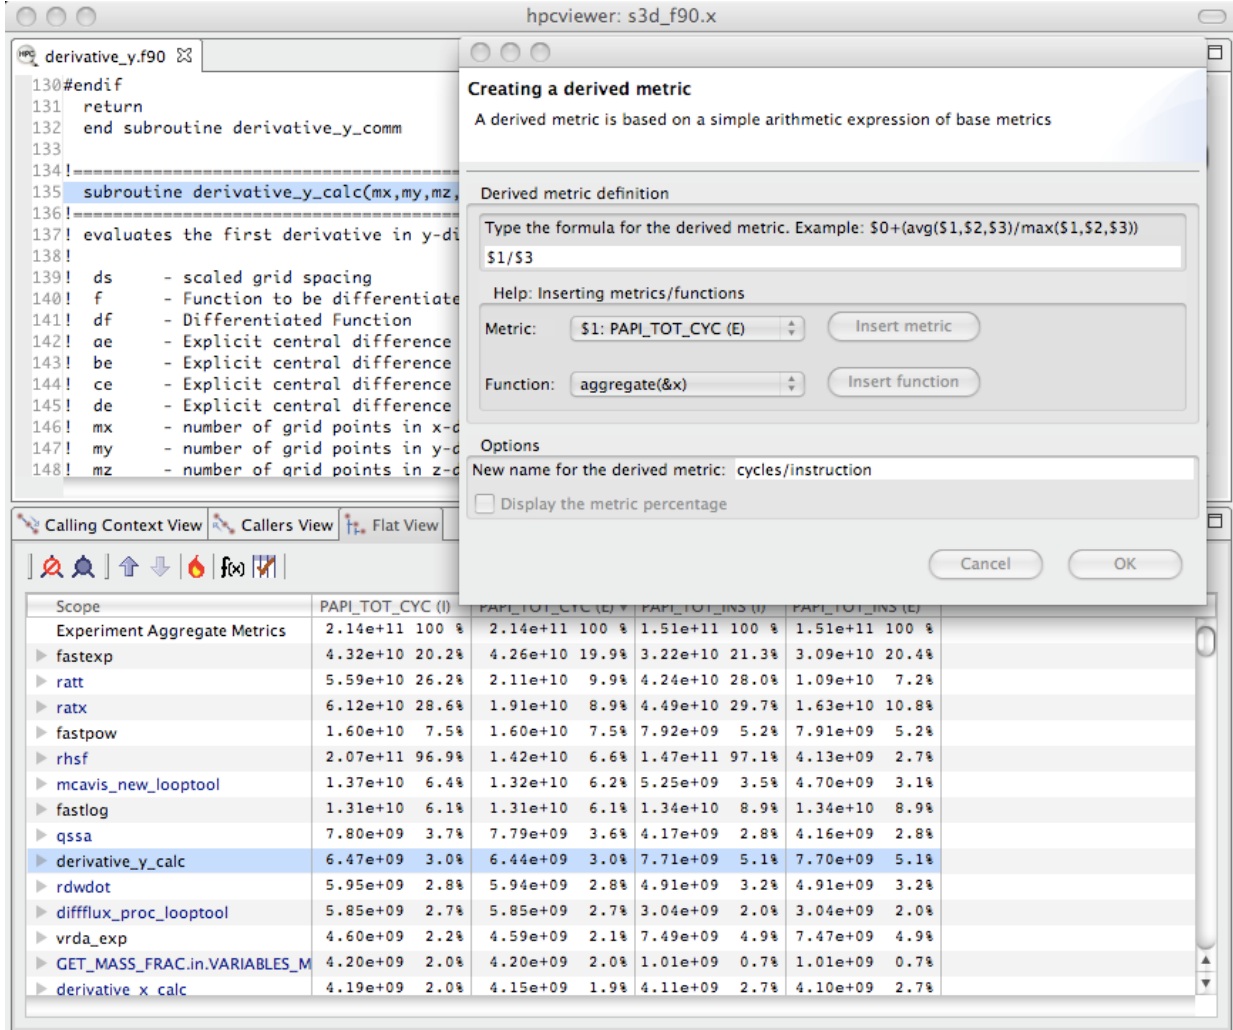 hpcviewer: s3d_f90.x
derivative_y.f90
130#endif
131 return
132 end subroutine derivative_y_comm
133
134!=======================================
135 subroutine derivative_y_calc(mx,my,mz,
136!=======================================
137! evaluates the first derivative in y-di
138!
139! ds - scaled grid spacing
140! f - Function to be differentiate
141! df - Differentiated Function
142! ae - Explicit central difference
143! be - Explicit central difference
144! ce - Explicit central difference
145! de - Explicit central difference
146! mx - number of grid points in x-d
147! my - number of grid points in y-d
148! mz - number of grid points in z-d
Creating a derived metric
A derived metric is based on a simple arithmetic expression of base metrics
Derived metric definition
Type the formula for the derived metric. Example: $0+(avg($1,$2,$3)/max($1,$2,$3))
$1/$3
Help: Inserting metrics/functions
Metric: $1: PAPI_TOT_CYC (E) Insert metric
Function: aggregate(&x) Insert function
Options
New name for the derived metric: cycles/instruction
Display the metric percentage
Cancel OK
Calling Context View Callers View Flat View
f(x)
Scope PAPI_TOT_CYC (I) PAPI_TOT_CYC (E) PAPI_TOT_INS (I) PAPI_TOT_INS (E)
Experiment Aggregate Metrics 2.14e+11 100 % 2.14e+11 100 % 1.51e+11 100 % 1.51e+11 100 %
fastexp 4.32e+10 20.2% 4.26e+10 19.9% 3.22e+10 21.3% 3.09e+10 20.4%
ratt 5.59e+10 26.2% 2.11e+10 9.9% 4.24e+10 28.0% 1.09e+10 7.2%
ratx 6.12e+10 28.6% 1.91e+10 8.9% 4.49e+10 29.7% 1.63e+10 10.8%
fastpow 1.60e+10 7.5% 1.60e+10 7.5% 7.92e+09 5.2% 7.91e+09 5.2%
rhsf 2.07e+11 96.9% 1.42e+10 6.6% 1.47e+11 97.1% 4.13e+09 2.7%
mcavis_new_looptool 1.37e+10 6.4% 1.32e+10 6.2% 5.25e+09 3.5% 4.70e+09 3.1%
fastlog 1.31e+10 6.1% 1.31e+10 6.1% 1.34e+10 8.9% 1.34e+10 8.9%
qssa 7.80e+09 3.7% 7.79e+09 3.6% 4.17e+09 2.8% 4.16e+09 2.8%
derivative_y_calc 6.47e+09 3.0% 6.44e+09 3.0% 7.71e+09 5.1% 7.70e+09 5.1%
rdwdot 5.95e+09 2.8% 5.94e+09 2.8% 4.91e+09 3.2% 4.91e+09 3.2%
diffflux_proc_looptool 5.85e+09 2.7% 5.85e+09 2.7% 3.04e+09 2.0% 3.04e+09 2.0%
vrda_exp 4.60e+09 2.2% 4.59e+09 2.1% 7.49e+09 4.9% 7.47e+09 4.9%
GET_MASS_FRAC.in.VARIABLES_M 4.20e+09 2.0% 4.20e+09 2.0% 1.01e+09 0.7% 1.01e+09 0.7%
derivative_x_calc 4.19e+09 2.0% 4.15e+09 1.9% 4.11e+09 2.7% 4.10e+09 2.7%